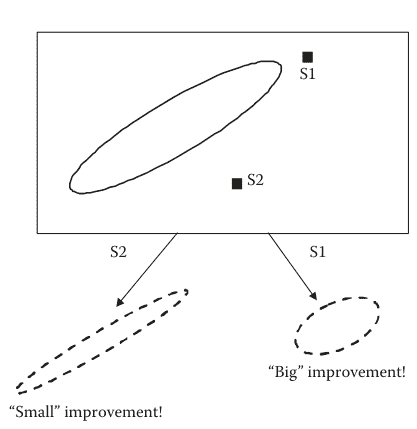 S1
S2
S2
S1
“Big” improvement!
“Small” improvement!